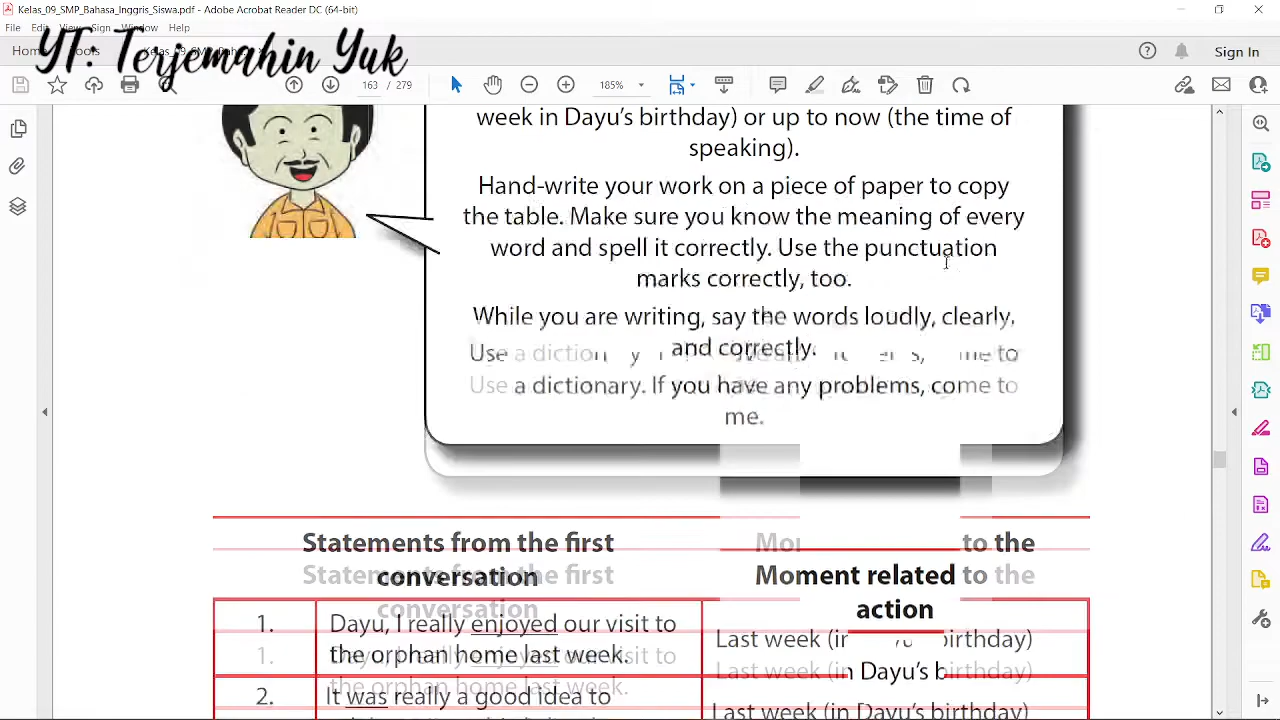 Kelas_09_SMP_Bahasa_Inggris_Siswa.pdf - Adobe Acrobat Reader DC (64-bit)
File Edit View Sign Window Help
YT: Terjemahin Yuk
Home Tools
Sign In
163 / 279
185%
week in Dayu's birthday) or up to now (the time of
speaking).
Hand-write your work on a piece of paper to copy
the table. Make sure you know the meaning of every
word and spell it correctly. Use the punctuation
marks correctly, too.
While you are writing, say the words loudly, clearly,
and correctly.
Use a dictionary. If you have any problems, come to
me.
Statements from the first
conversation
Moment related to the
action
1.
Dayu, I really enjoyed our visit to
the orphan home last week.
Last week (in Dayu's birthday)
2.
It was really a good idea to
Last week (in Dayu's birthday)